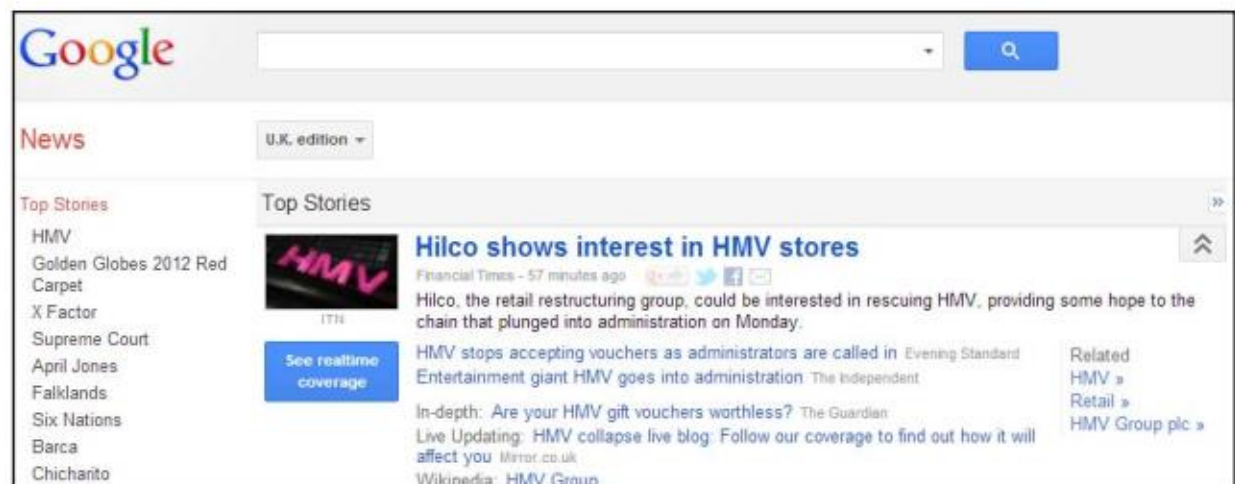 Google
News
U.K. edition
Top Stories
HMV
Golden Globes 2012 Red
Carpet
X Factor
Supreme Court
April Jones
Falklands
Six Nations
Barca
Chicharito
Top Stories
HMV
ITN
See realtime
coverage
Hilco shows interest in HMV stores
Financial Times - 57 minutes ago
Hilco, the retail restructuring group, could be interested in rescuing HMV, providing some hope to the
chain that plunged into administration on Monday.
HMV stops accepting vouchers as administrators are called in Evening Standard
Entertainment giant HMV goes into administration The Independent
In-depth: Are your HMV gift vouchers worthless? The Guardian
Live Updating: HMV collapse live blog: Follow our coverage to find out how it will
affect you Mirror.co.uk
Wikipedia: HMV Group
Related
HMV »
Retail »
HMV Group plc »